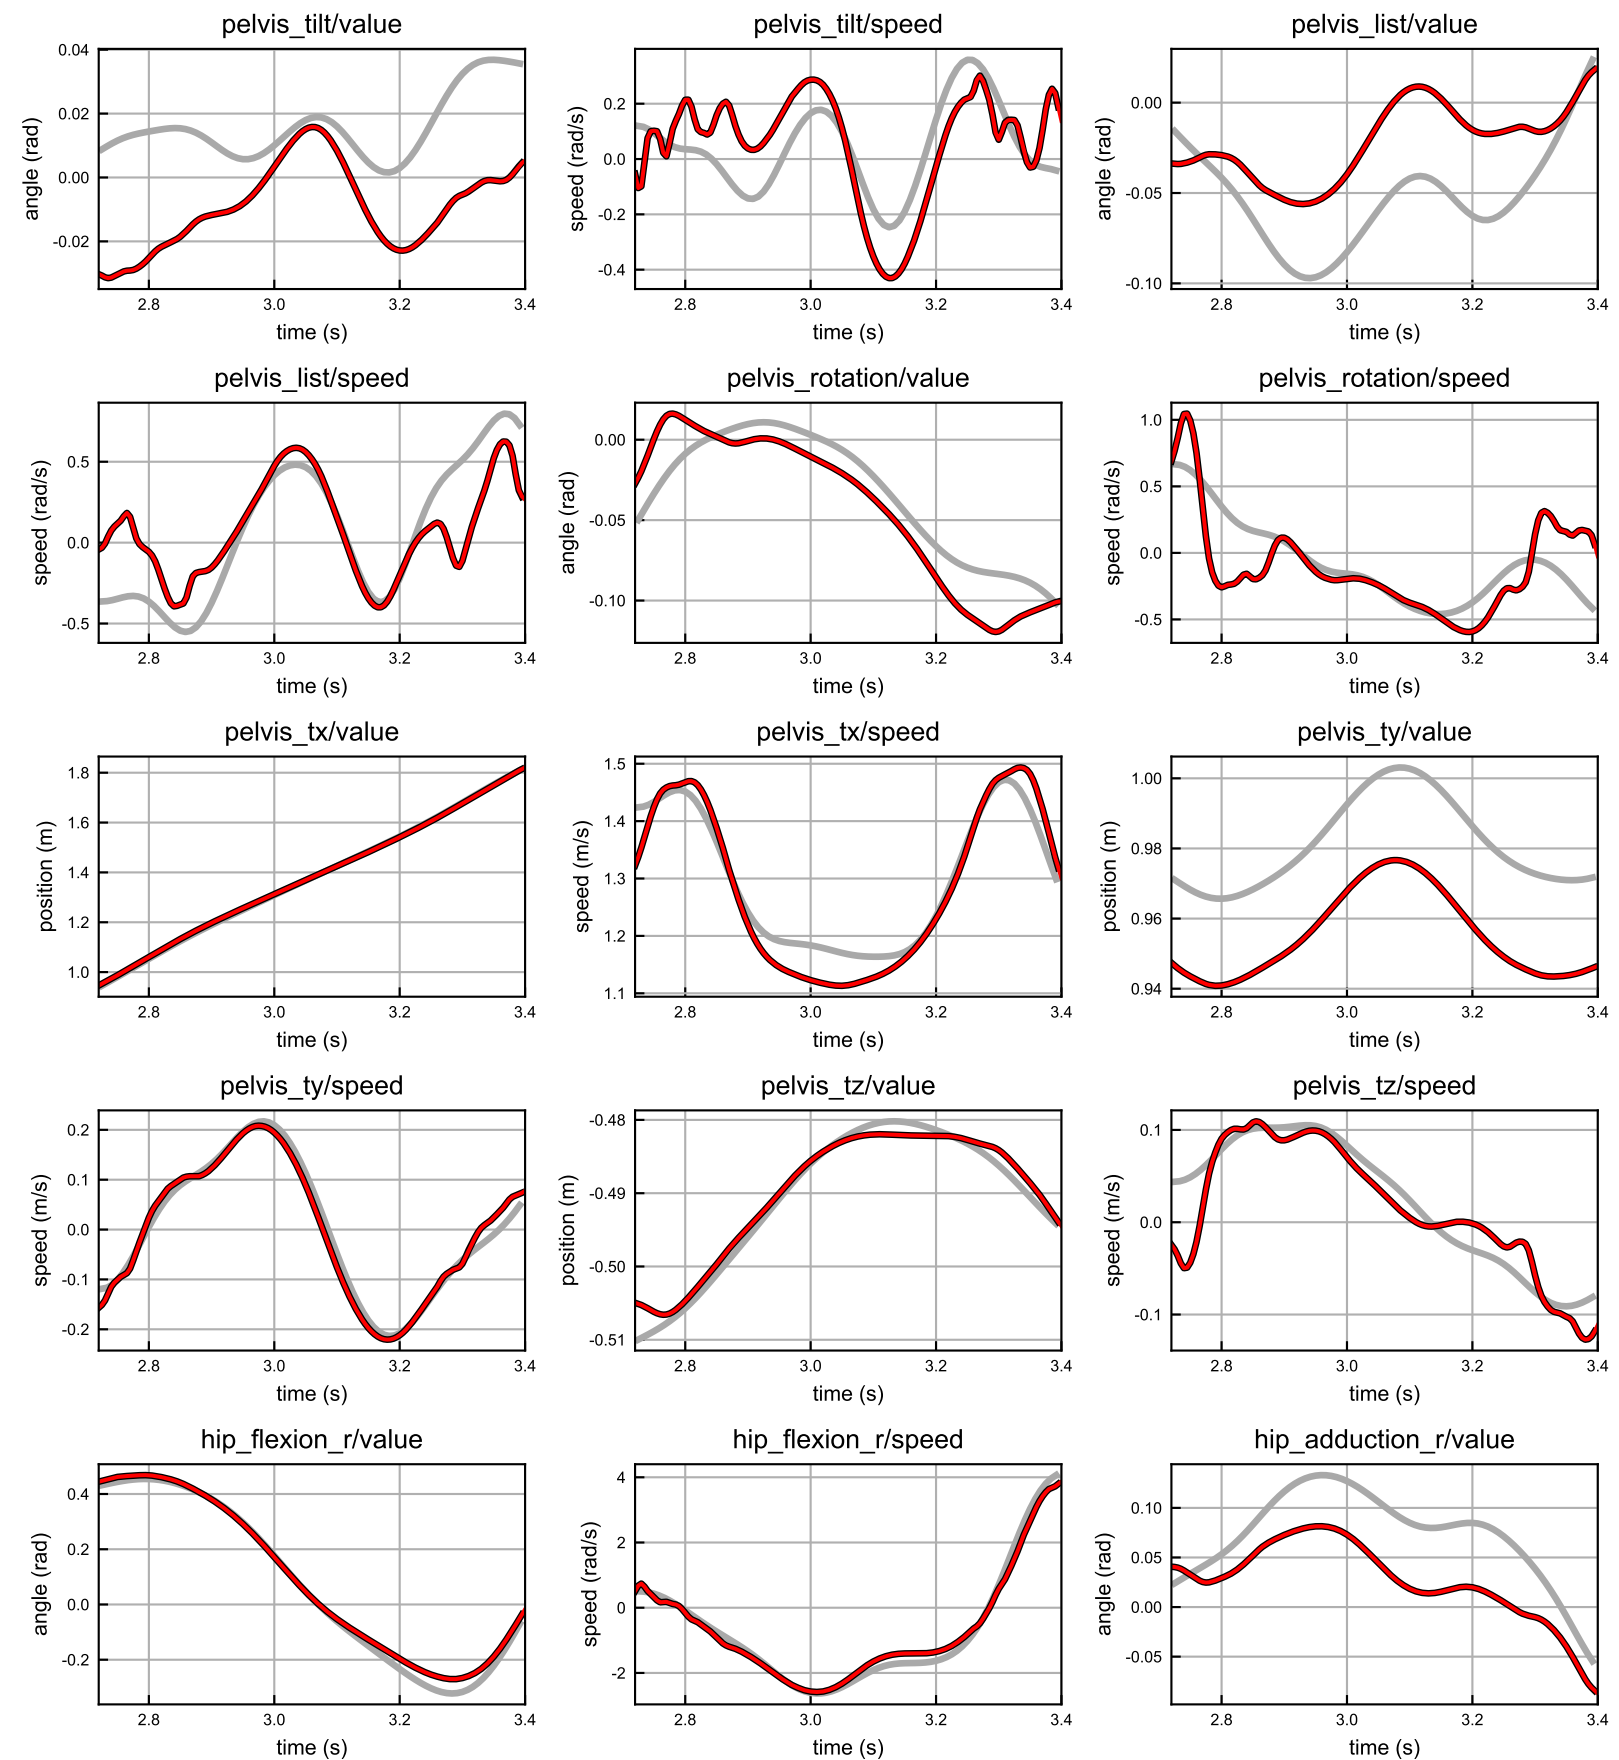 pelvis_tilt/value
pelvis_tilt/speed
pelvis_list/value
0.04
0.02
0.00
-0.02
angle (rad)
2.8 3.0 3.2 3.4
time (s)
0.2
0.0
-0.2
-0.4
speed (rad/s)
2.8 3.0 3.2 3.4
time (s)
0.00
-0.05
-0.10
angle (rad)
2.8 3.0 3.2 3.4
time (s)
pelvis_list/speed
pelvis_rotation/value
pelvis_rotation/speed
0.5
0.0
-0.5
speed (rad/s)
2.8 3.0 3.2 3.4
time (s)
0.00
-0.05
-0.10
angle (rad)
2.8 3.0 3.2 3.4
time (s)
1.0
0.5
0.0
-0.5
speed (rad/s)
2.8 3.0 3.2 3.4
time (s)
pelvis_tx/value
pelvis_tx/speed
pelvis_ty/value
1.8
1.6
1.4
1.2
1.0
position (m)
2.8 3.0 3.2 3.4
time (s)
1.5
1.4
1.3
1.2
1.1
speed (m/s)
2.8 3.0 3.2 3.4
time (s)
1.00
0.98
0.96
0.94
position (m)
2.8 3.0 3.2 3.4
time (s)
pelvis_ty/speed
pelvis_tz/value
pelvis_tz/speed
0.2
0.1
0.0
-0.1
-0.2
speed (m/s)
2.8 3.0 3.2 3.4
time (s)
-0.48
-0.49
-0.50
-0.51
position (m)
2.8 3.0 3.2 3.4
time (s)
0.1
0.0
-0.1
speed (m/s)
2.8 3.0 3.2 3.4
time (s)
hip_flexion_r/value
hip_flexion_r/speed
hip_adduction_r/value
0.4
0.2
0.0
-0.2
angle (rad)
2.8 3.0 3.2 3.4
time (s)
4
2
0
-2
speed (rad/s)
2.8 3.0 3.2 3.4
time (s)
0.10
0.05
0.00
-0.05
angle (rad)
2.8 3.0 3.2 3.4
time (s)